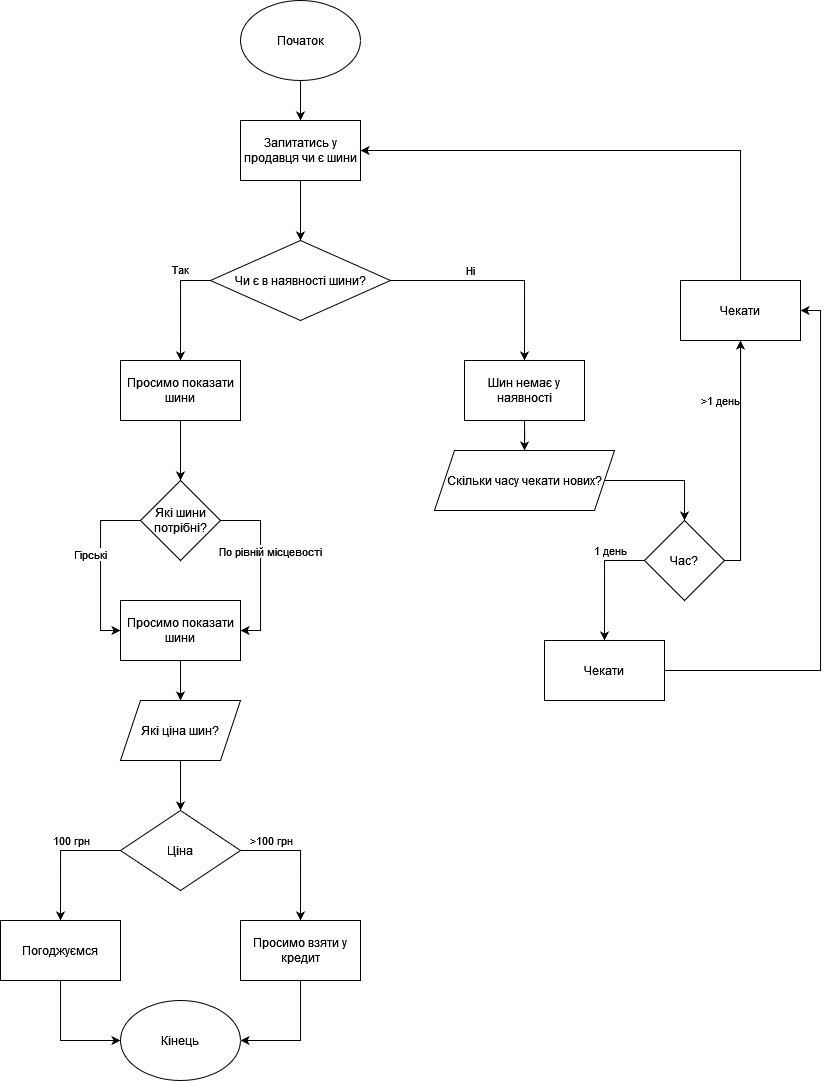 Початок
Запитатись у
продавця чи є шини
Так
Чи є в наявності шини?
Ні
Чекати
Просимо показати
шини
Шин немає у
наявності
>1 день
Скільки часу чекати нових?
Які шини
потрібні?
Гірські
По рівній місцевості
1 день
Час?
Просимо показати
шини
Чекати
Які ціна шин?
100 грн
Ціна
>100 грн
Погоджуємся
Просимо взяти у
кредит
Кінець